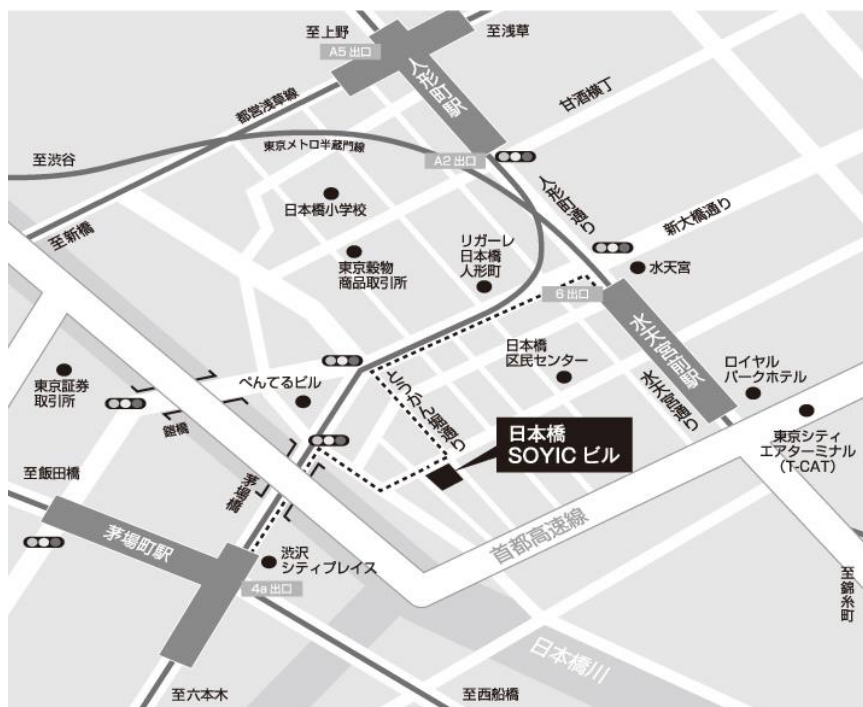 至上野
至浅草
A5 出口
人形町駅
都営浅草線
甘酒横丁
東京メトロ半蔵門線
至渋谷
A2 出口
日本橋小学校
人形町通り
新大橋通り
至新橋
東京穀物
商品取引所
リガーレ
日本橋
人形町
水天宮
6 出口
水天宮前駅
日本橋
区民センター
ロイヤル
パークホテル
東京証券
取引所
ぺんてるビル
とうかん堀通り
水天宮通り
鎧橋
日本橋
SOYIC ビル
東京シティ
エアターミナル
(T-CAT)
至飯田橋
茅場橋
首都高速線
茅場町駅
渋沢
シティプレイス
4a 出口
至錦糸町
日本橋川
至六本木
至西船橋